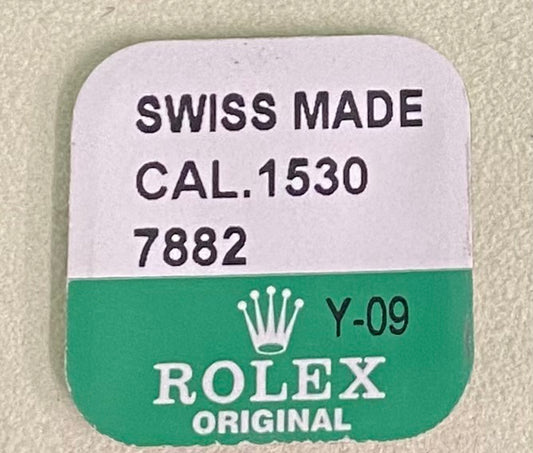 SWISS MADE
CAL.1530
7882
Y-09
ROLEX
ORIGINAL